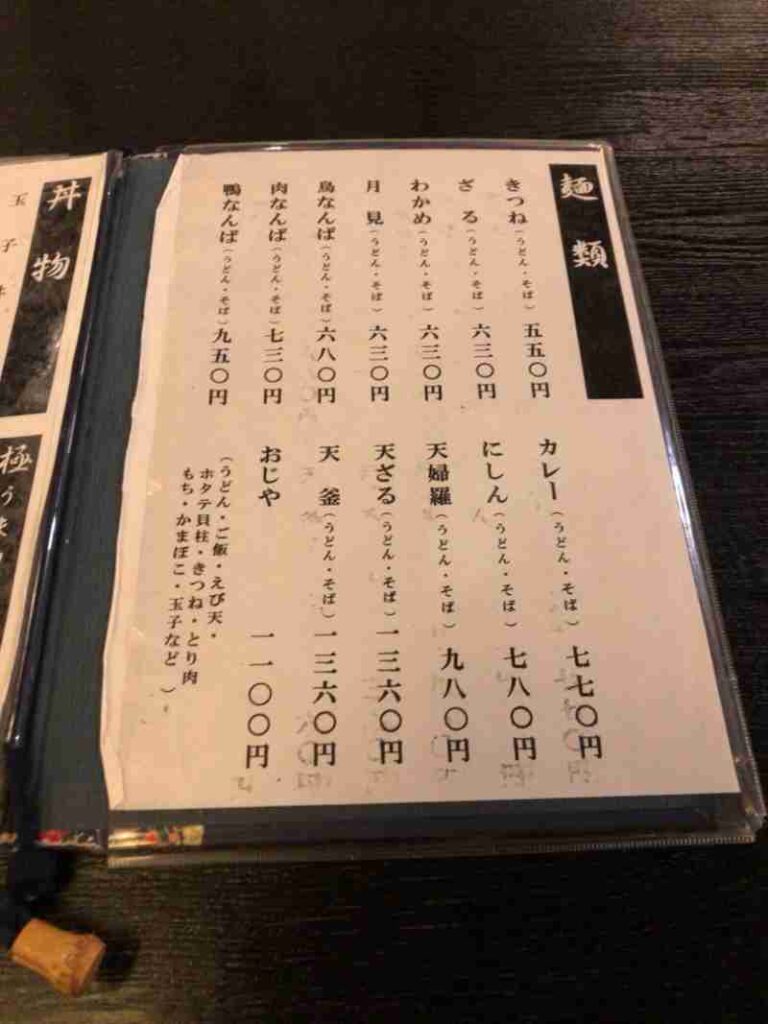 麺類
きつね（うどん・そば）五五〇円
ざる（うどん・そば）六三〇円
わかめ（うどん・そば）六三〇円
月見（うどん・そば）六三〇円
鳥なんば（うどん・そば）六八〇円
肉なんば（うどん・そば）七三〇円
鴨なんば（うどん・そば）九五〇円
カレー（うどん・そば）七七〇円
にしん（うどん・そば）七八〇円
天婦羅（うどん・そば）九八〇円
天ざる（うどん・そば）一三六〇円
天釜（うどん・そば）一三六〇円
おじや 一一〇〇円
（うどん・ご飯・えび天・
ホタテ貝柱・きつね・とり肉
もち・かまぼこ・玉子など）
丼物
玉子
極う